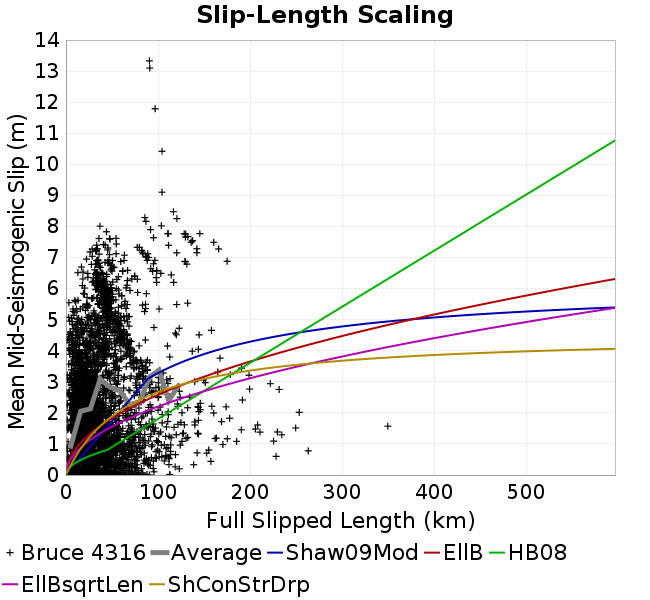 Slip-Length Scaling
Mean Mid-Seismogenic Slip (m)
14
13
12
11
10
9
8
7
6
5
4
3
2
1
0
0 100 200 300 400 500
Full Slipped Length (km)
Bruce 4316 Average Shaw09Mod EllB HB08
EllBsqrtLen ShConStrDrp